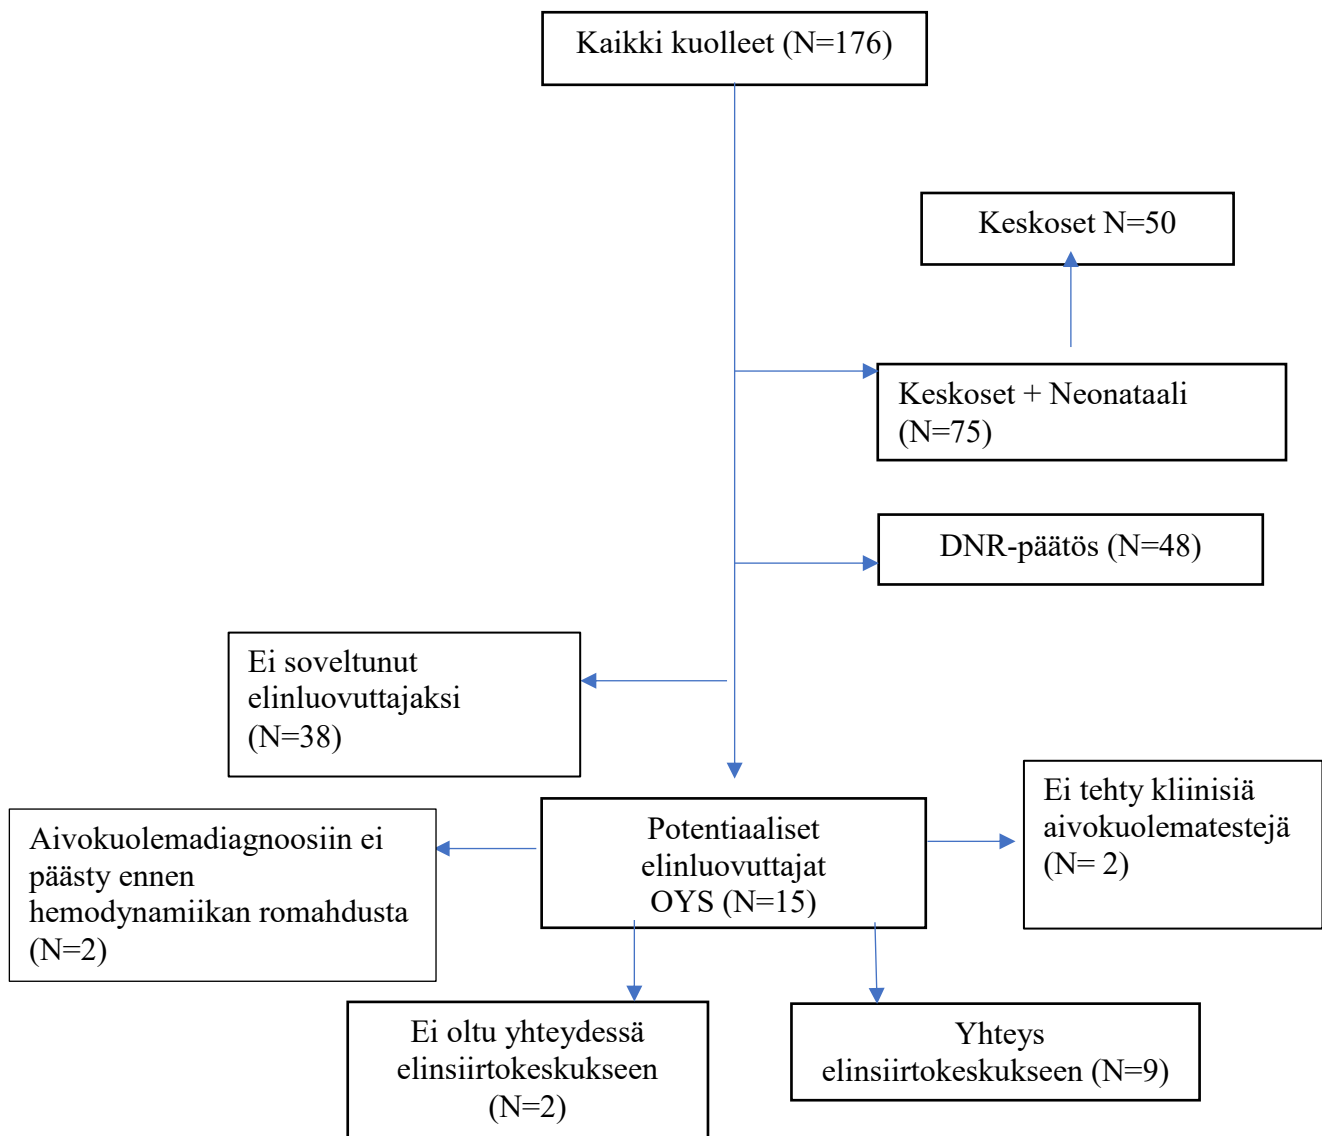 Kaikki kuolleet (N=176)
Keskoset N=50
Keskoset + Neonataali
(N=75)
DNR-päätös (N=48)
Ei soveltunut
elinluovuttajaksi
(N=38)
Potentiaaliset
elinluovuttajat
OYS (N=15)
Ei tehty kliinisiä
aivokuolematestejä
(N= 2)
Aivokuolemadiagnoosiin ei
päästy ennen
hemodynamiikan romahdusta
(N=2)
Ei oltu yhteydessä
elinsiirtokeskukseen
(N=2)
Yhteys
elinsiirtokeskukseen (N=9)